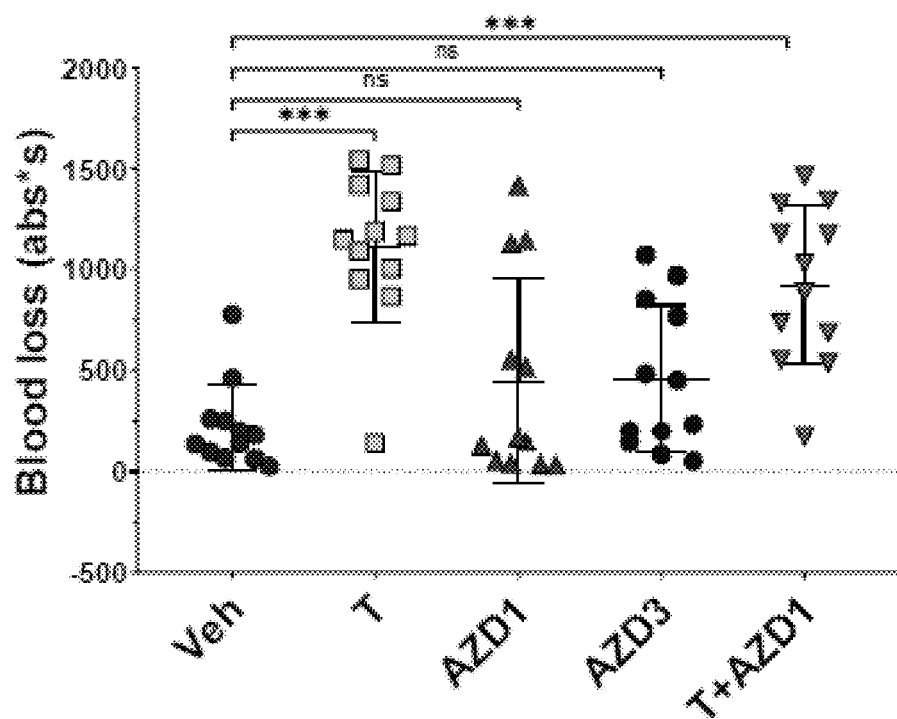 ***
ns
ns
***
2000
1500
1000
500
0
-500
Blood loss (abs*s)
Veh
T
AZD1
AZD3
T+AZD1